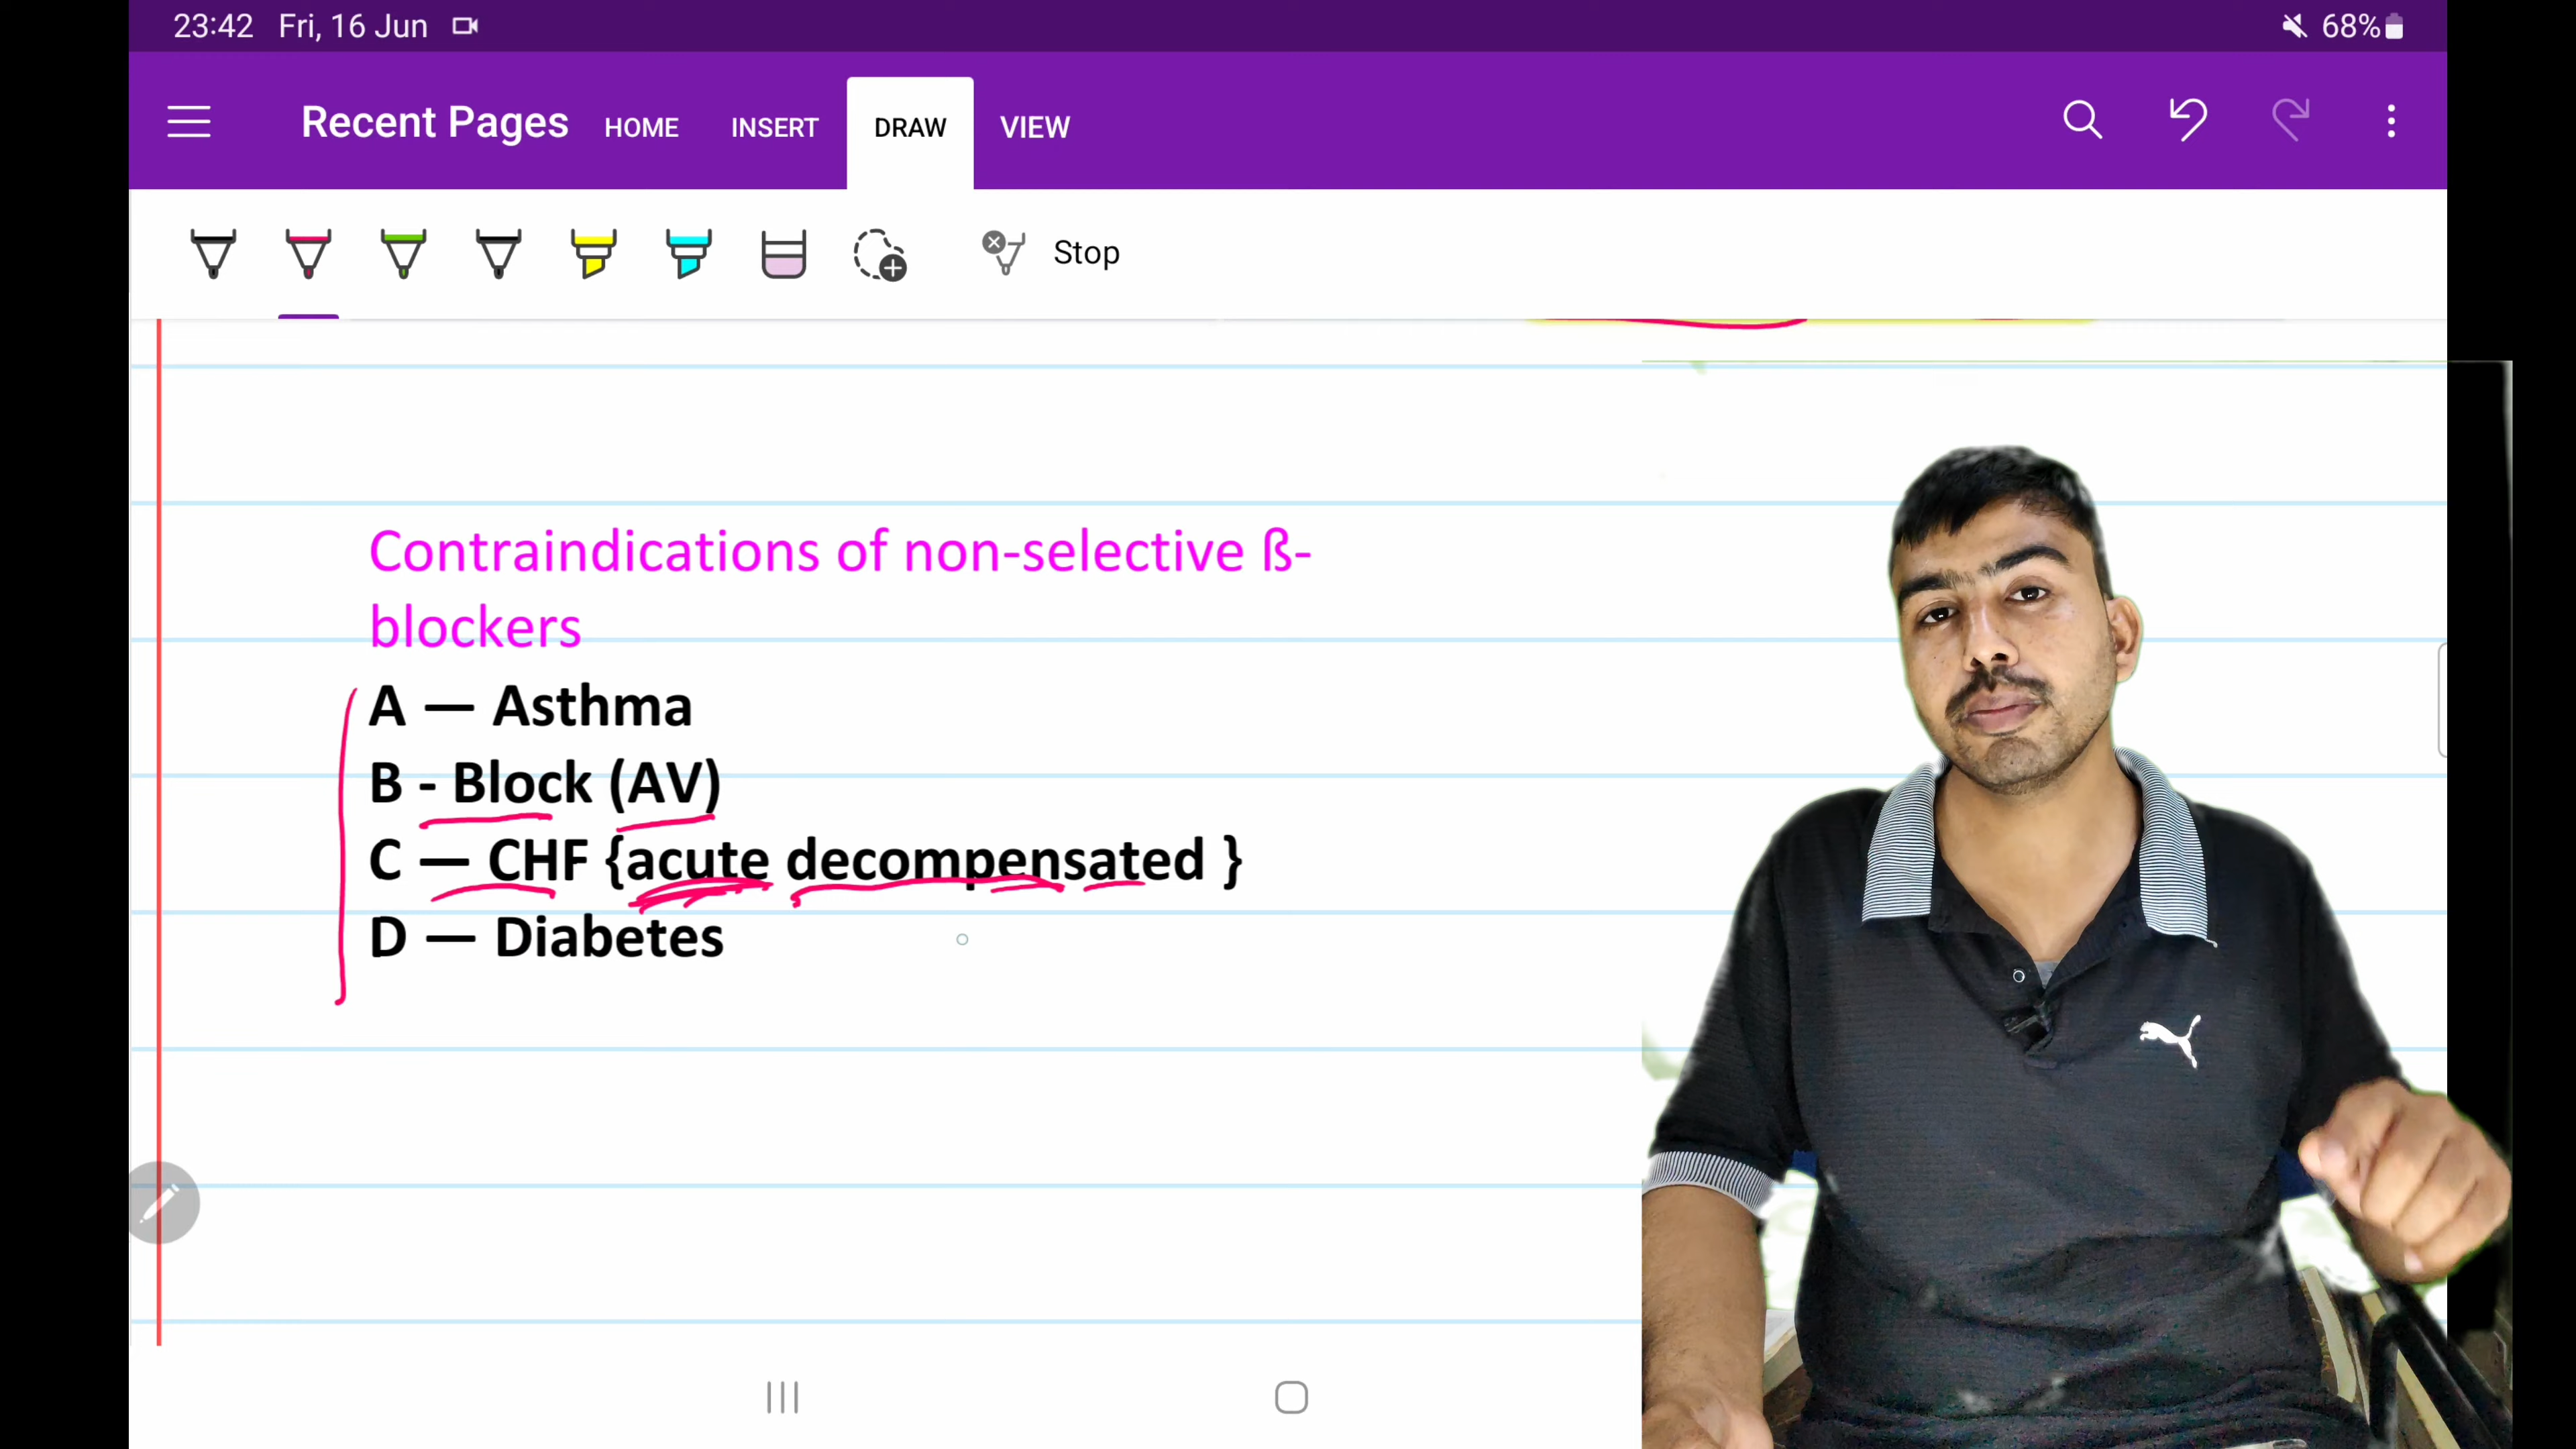 23:42 Fri, 16 Jun 68%
Recent Pages HOME INSERT DRAW VIEW
Stop
Contraindications of non-selective ß-
blockers
A — Asthma
B - Block (AV)
C — CHF {acute decompensated }
D — Diabetes